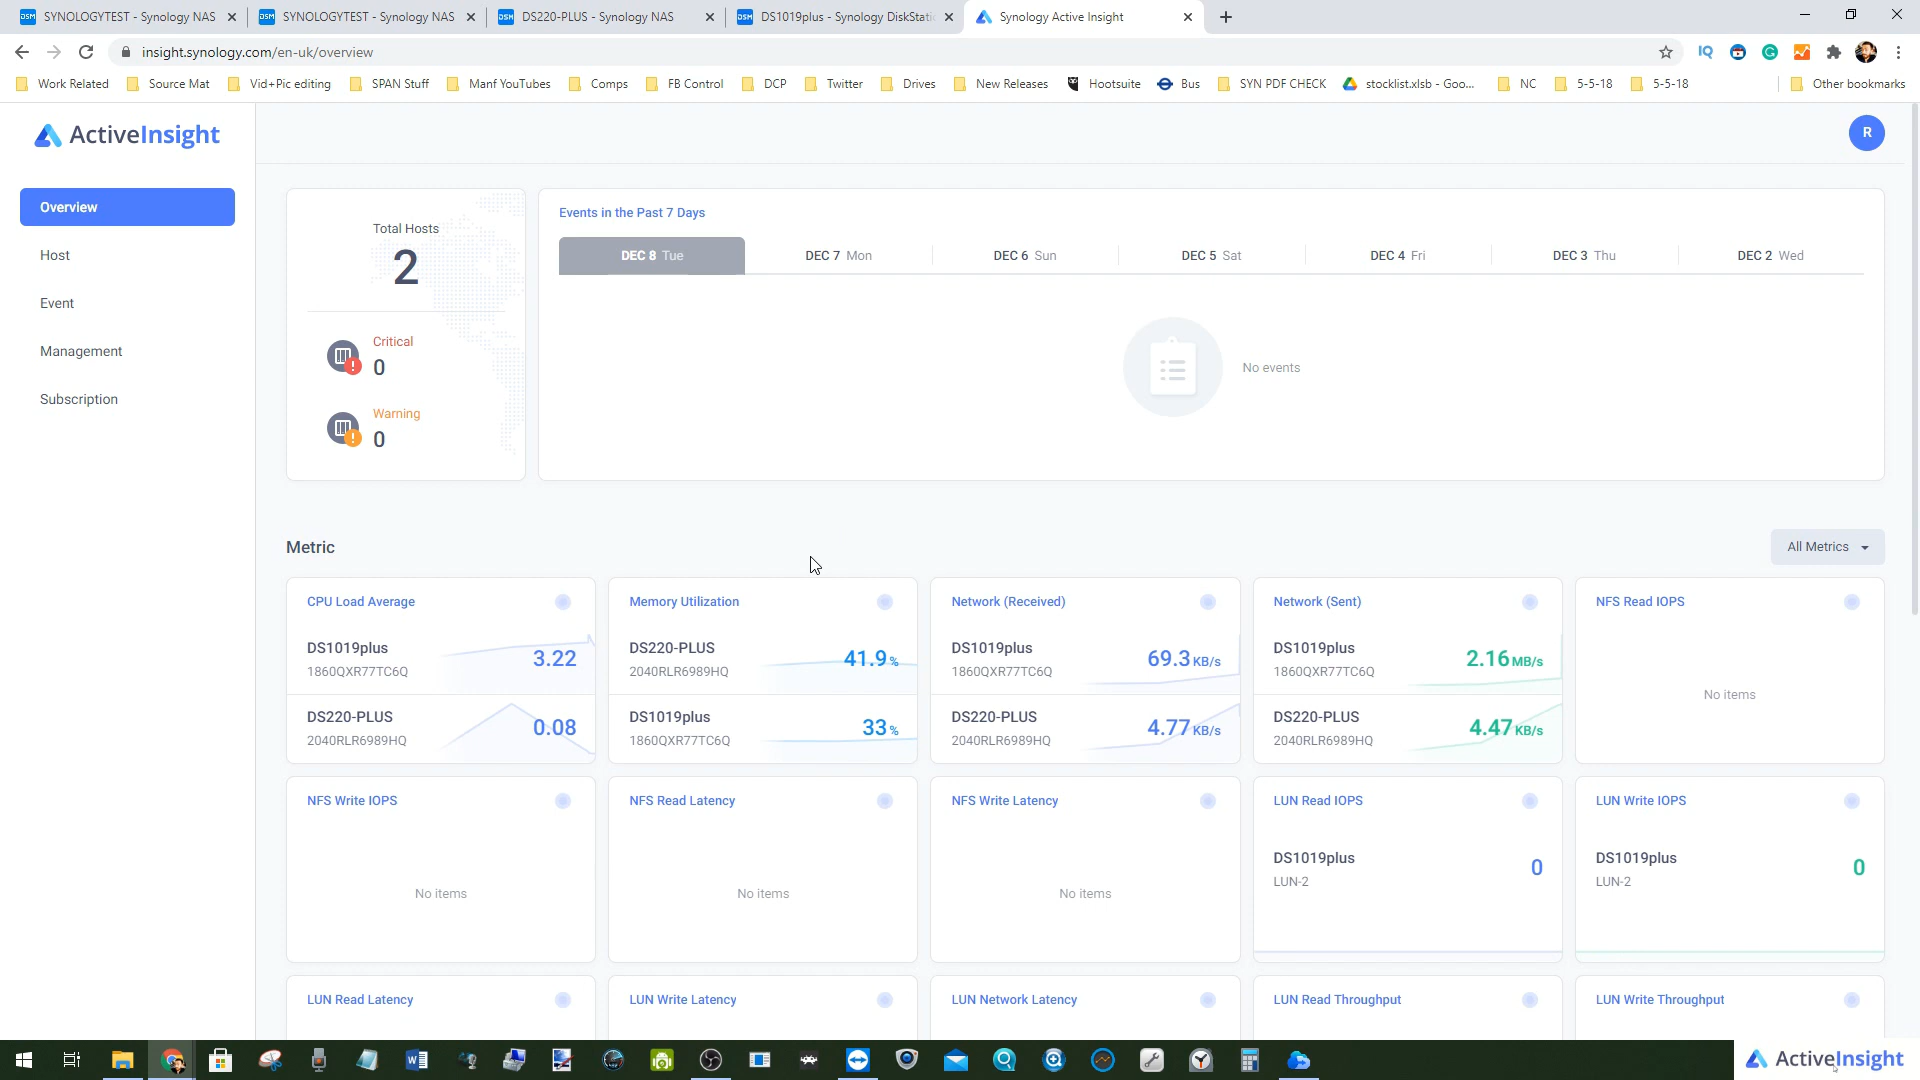 SYNOLOGYTEST - Synology NAS
SYNOLOGYTEST - Synology NAS
DS220-PLUS - Synology NAS
DS1019plus - Synology DiskStati
Synology Active Insight
insight.synology.com/en-uk/overview
IQ
Work Related
Source Mat
Vid+Pic editing
SPAN Stuff
Manf YouTubes
Comps
FB Control
DCP
Twitter
Drives
New Releases
Hootsuite
Bus
SYN PDF CHECK
stocklist.xlsb - Goo...
NC
5-5-18
5-5-18
Other bookmarks
ActiveInsight
R
Overview
Host
Event
Management
Subscription
Total Hosts
2
Critical
0
Warning
0
Events in the Past 7 Days
DEC 8 Tue
DEC 7 Mon
DEC 6 Sun
DEC 5 Sat
DEC 4 Fri
DEC 3 Thu
DEC 2 Wed
No events
Metric
All Metrics
CPU Load Average
DS1019plus
1860QXR77TC6Q
3.22
DS220-PLUS
2040RLR6989HQ
0.08
Memory Utilization
DS220-PLUS
2040RLR6989HQ
41.9 %
DS1019plus
1860QXR77TC6Q
33 %
Network (Received)
DS1019plus
1860QXR77TC6Q
69.3 KB/s
DS220-PLUS
2040RLR6989HQ
4.77 KB/s
Network (Sent)
DS1019plus
1860QXR77TC6Q
2.16 MB/s
DS220-PLUS
2040RLR6989HQ
4.47 KB/s
NFS Read IOPS
No items
NFS Write IOPS
No items
NFS Read Latency
No items
NFS Write Latency
No items
LUN Read IOPS
DS1019plus
LUN-2
0
LUN Write IOPS
DS1019plus
LUN-2
0
LUN Read Latency
LUN Write Latency
LUN Network Latency
LUN Read Throughput
LUN Write Throughput
ActiveInsight